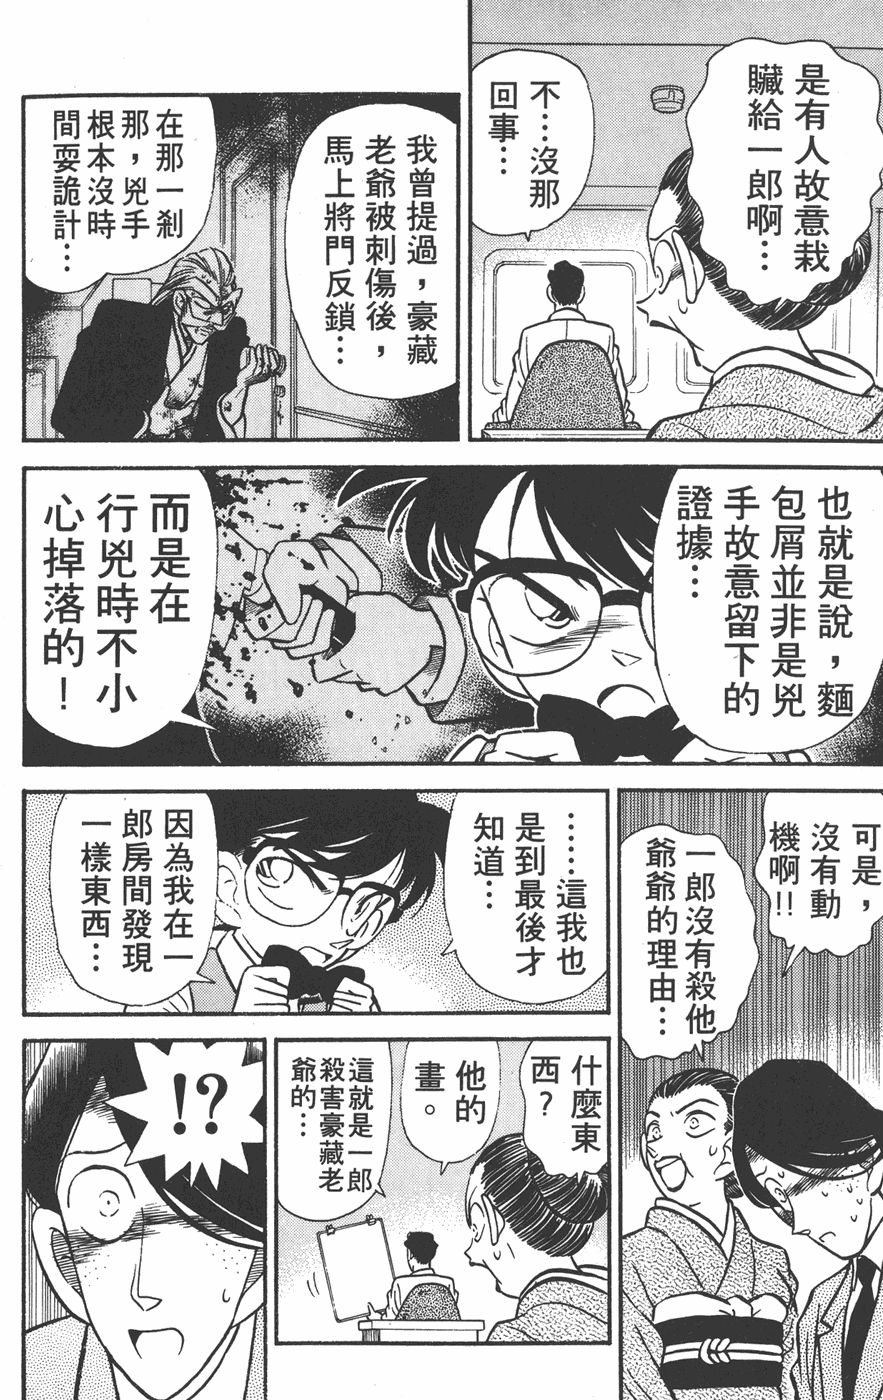 是有人故意栽
贓給一郎啊…
不…沒那
回事…
我曾提過，豪藏
老爺被刺傷後，
馬上將門反鎖…
在那一剎
那，兇手
根本沒時
間耍詭計…
也就是說，麵
包屑並非是兇
手故意留下的
證據…
而是在
行兇時不小
心掉落的！
可是，
沒有動
機啊!!
一郎沒有殺他
爺爺的理由…
……這我也
是到最後才
知道…
因為我在一
郎房間發現
一樣東西…
什麼東
西？
他的
畫。
這就是一郎
殺害豪藏老
爺的…
!?